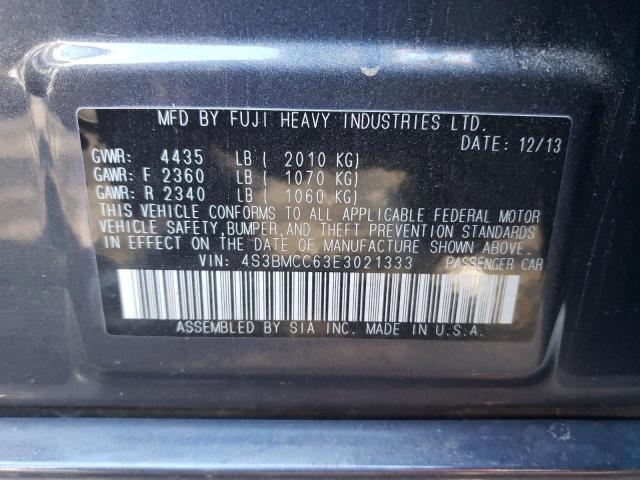 MFD BY FUJI HEAVY INDUSTRIES LTD.
DATE: 12/13
GVWR: 4435 LB ( 2010 KG)
GAWR: F 2360 LB ( 1070 KG)
GAWR: R 2340 LB ( 1060 KG)
THIS VEHICLE CONFORMS TO ALL APPLICABLE FEDERAL MOTOR
VEHICLE SAFETY, BUMPER, AND THEFT PREVENTION STANDARDS
IN EFFECT ON THE DATE OF MANUFACTURE SHOWN ABOVE.
VIN: 4S3BMCC63E3021333 PASSENGER CAR
ASSEMBLED BY SIA INC. MADE IN U.S.A.